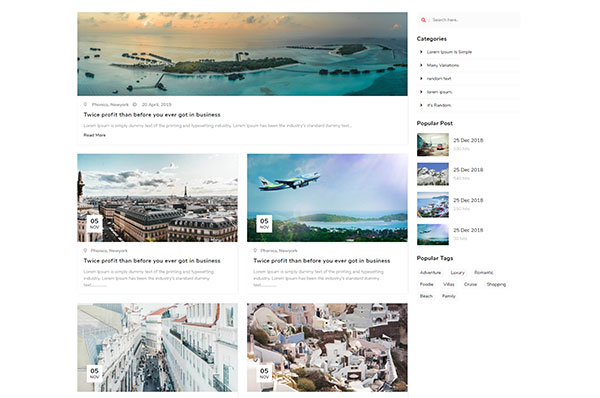 Phonics, Newyork 20 April, 2019
Twice profit than before you ever got in business
Lorem Ipsum is simply dummy text of the printing and typesetting industry. Lorem Ipsum has been the industry's standard dummy text...
Read More
05
NOV
Phonics, Newyork
Twice profit than before you ever got in business
Lorem Ipsum is simply dummy text of the printing and typesetting
industry. Lorem Ipsum has been the industry's standard dummy
text...............
05
NOV
Phonics, Newyork
Twice profit than before you ever got in business
Lorem Ipsum is simply dummy text of the printing and typesetting
industry. Lorem Ipsum has been the industry's standard dummy
text...............
05
NOV
05
NOV
Search here..
Categories
Lorem Ipsum Is Simple
Many Variations
random text
lorem ipsum.
it's Random.
Popular Post
25 Dec 2018
25 Dec 2018
25 Dec 2018
25 Dec 2018
Popular Tags
Adventure Luxury Romantic
Foodie Villas Cruise Shopping
Beach Family